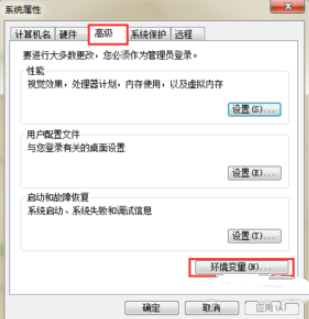 系统属性
计算机名 硬件 高级 系统保护 远程
要进行大多数更改，您必须作为管理员登录。
性能
视觉效果，处理器计划，内存使用，以及虚拟内存
设置(S)...
用户配置文件
与您登录有关的桌面设置
设置(E)...
启动和故障恢复
系统启动、系统失败和调试信息
设置(T)...
环境变量(N)...
确定 取消 应用(A)